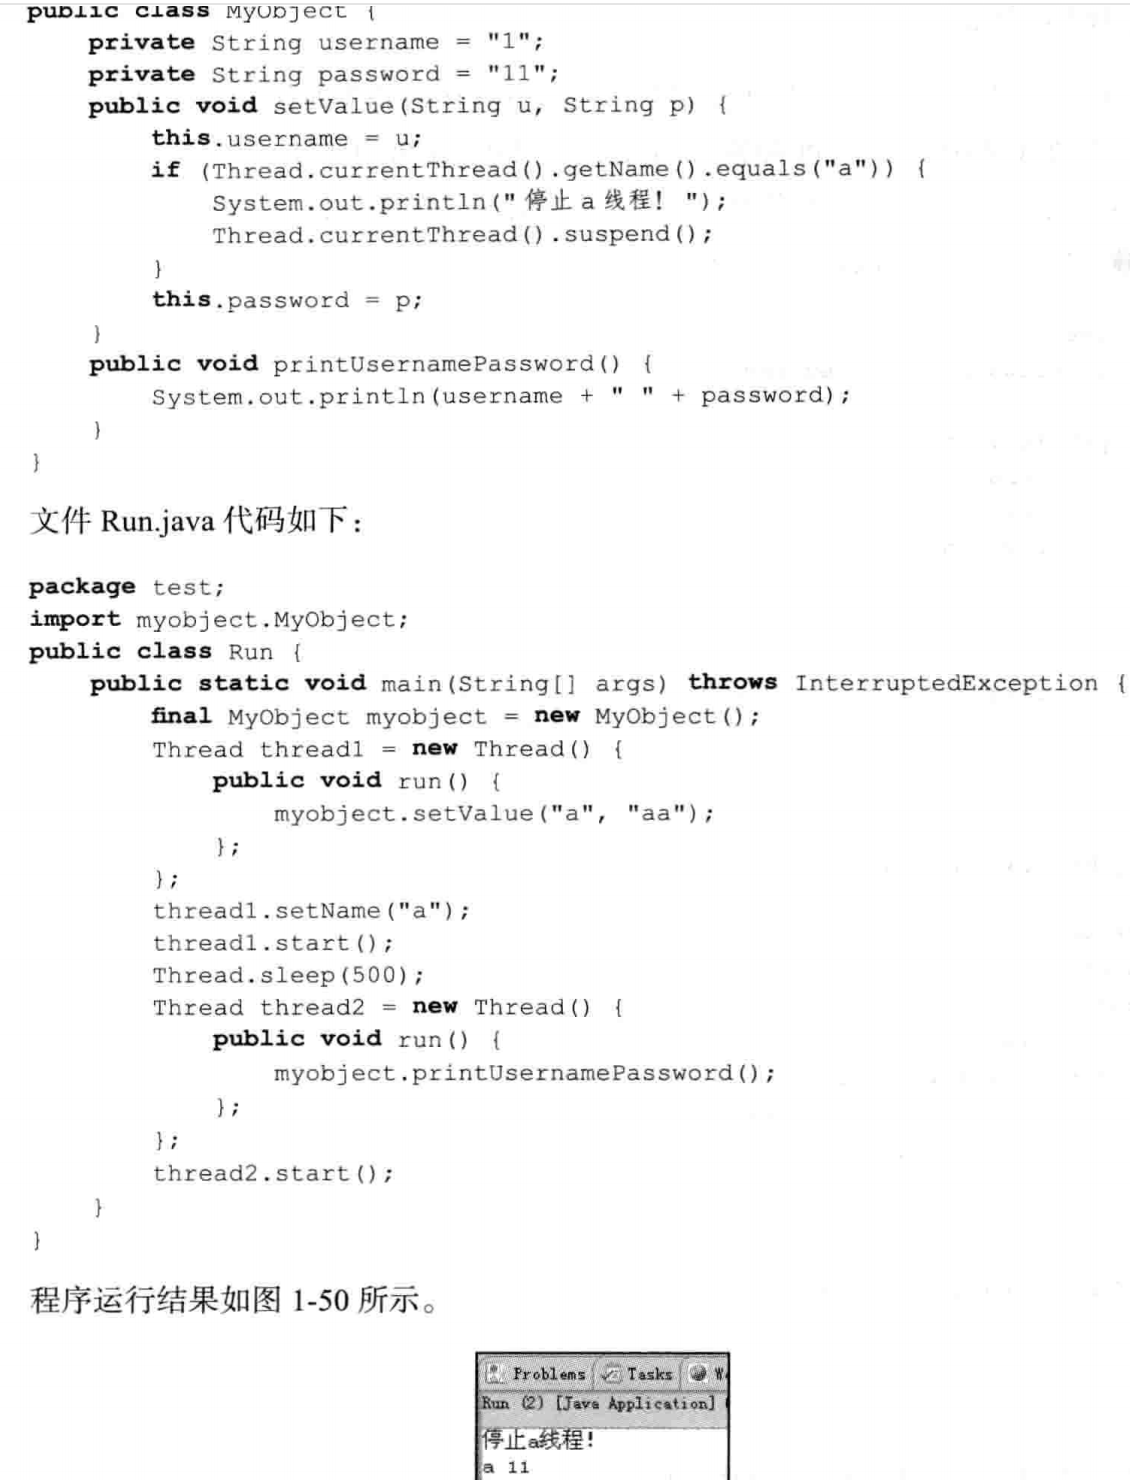 public class MyObject {
private String username = "1";
private String password = "11";
public void setValue(String u, String p) {
this.username = u;
if (Thread.currentThread().getName().equals("a")) {
System.out.println("停止a线程! ");
Thread.currentThread().suspend();
}
this.password = p;
}
public void printUsernamePassword() {
System.out.println(username + " " + password);
}
}
文件 Run.java 代码如下：
package test;
import myobject.MyObject;
public class Run {
public static void main(String[] args) throws InterruptedException {
final MyObject myobject = new MyObject();
Thread thread1 = new Thread() {
public void run() {
myobject.setValue("a", "aa");
};
};
thread1.setName("a");
thread1.start();
Thread.sleep(500);
Thread thread2 = new Thread() {
public void run() {
myobject.printUsernamePassword();
};
};
thread2.start();
}
}
程序运行结果如图 1-50 所示。
Problems Tasks W
Run (2) [Java Application]
停止a线程!
a 11